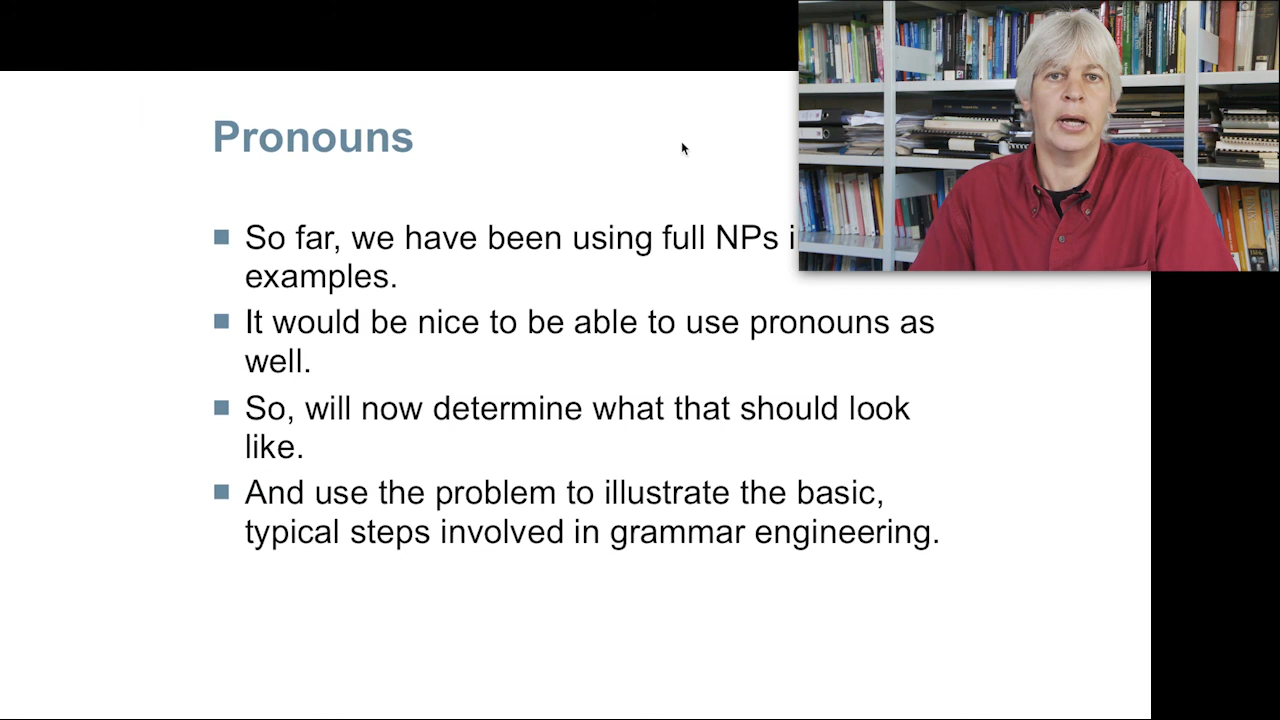 Pronouns
So far, we have been using full NPs
examples.
It would be nice to be able to use pronouns as
well.
So, will now determine what that should look
like.
And use the problem to illustrate the basic,
typical steps involved in grammar engineering.